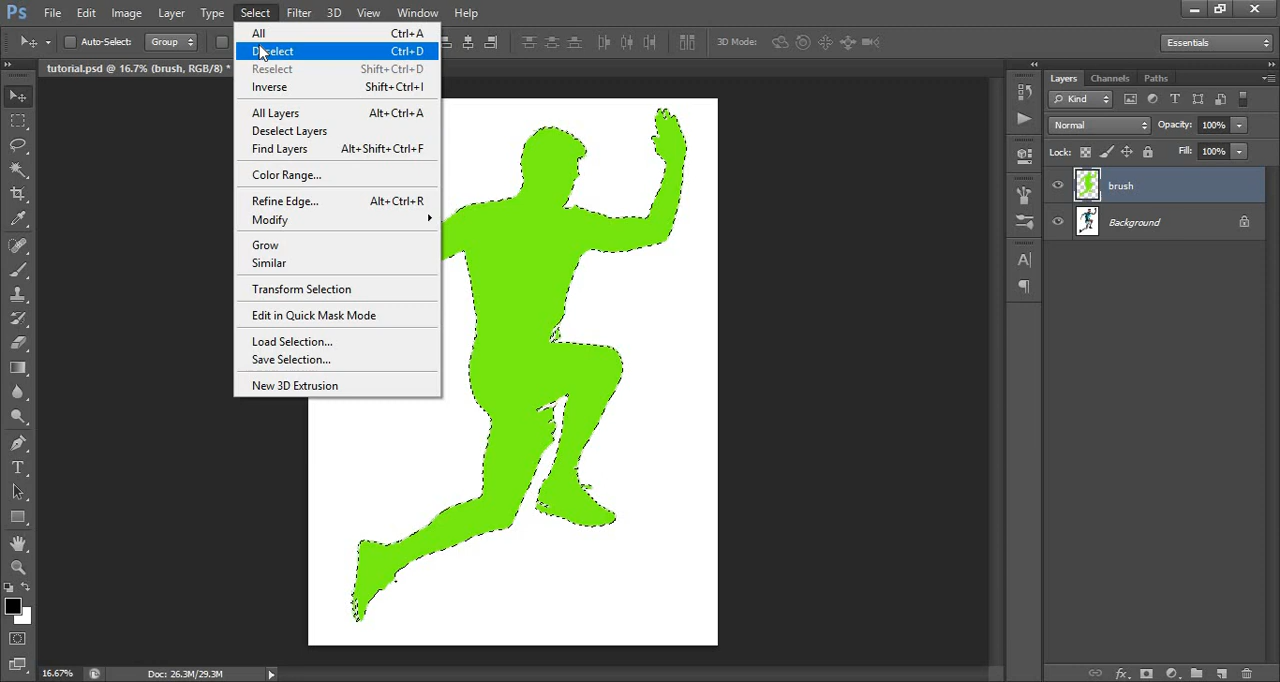 Ps File Edit Image Layer Type Select Filter 3D View Window Help
Auto-Select: Group 3D Mode: Essentials
tutorial.psd @ 16.7% (brush, RGB/8) *
All Ctrl+A
Deselect Ctrl+D
Reselect Shift+Ctrl+D
Inverse Shift+Ctrl+I
All Layers Alt+Ctrl+A
Deselect Layers
Find Layers Alt+Shift+Ctrl+F
Color Range...
Refine Edge... Alt+Ctrl+R
Modify
Grow
Similar
Transform Selection
Edit in Quick Mask Mode
Load Selection...
Save Selection...
New 3D Extrusion
Layers Channels Paths
Kind
Normal Opacity: 100%
Lock: Fill: 100%
brush
Background
16.67% Doc: 26.3M/29.3M